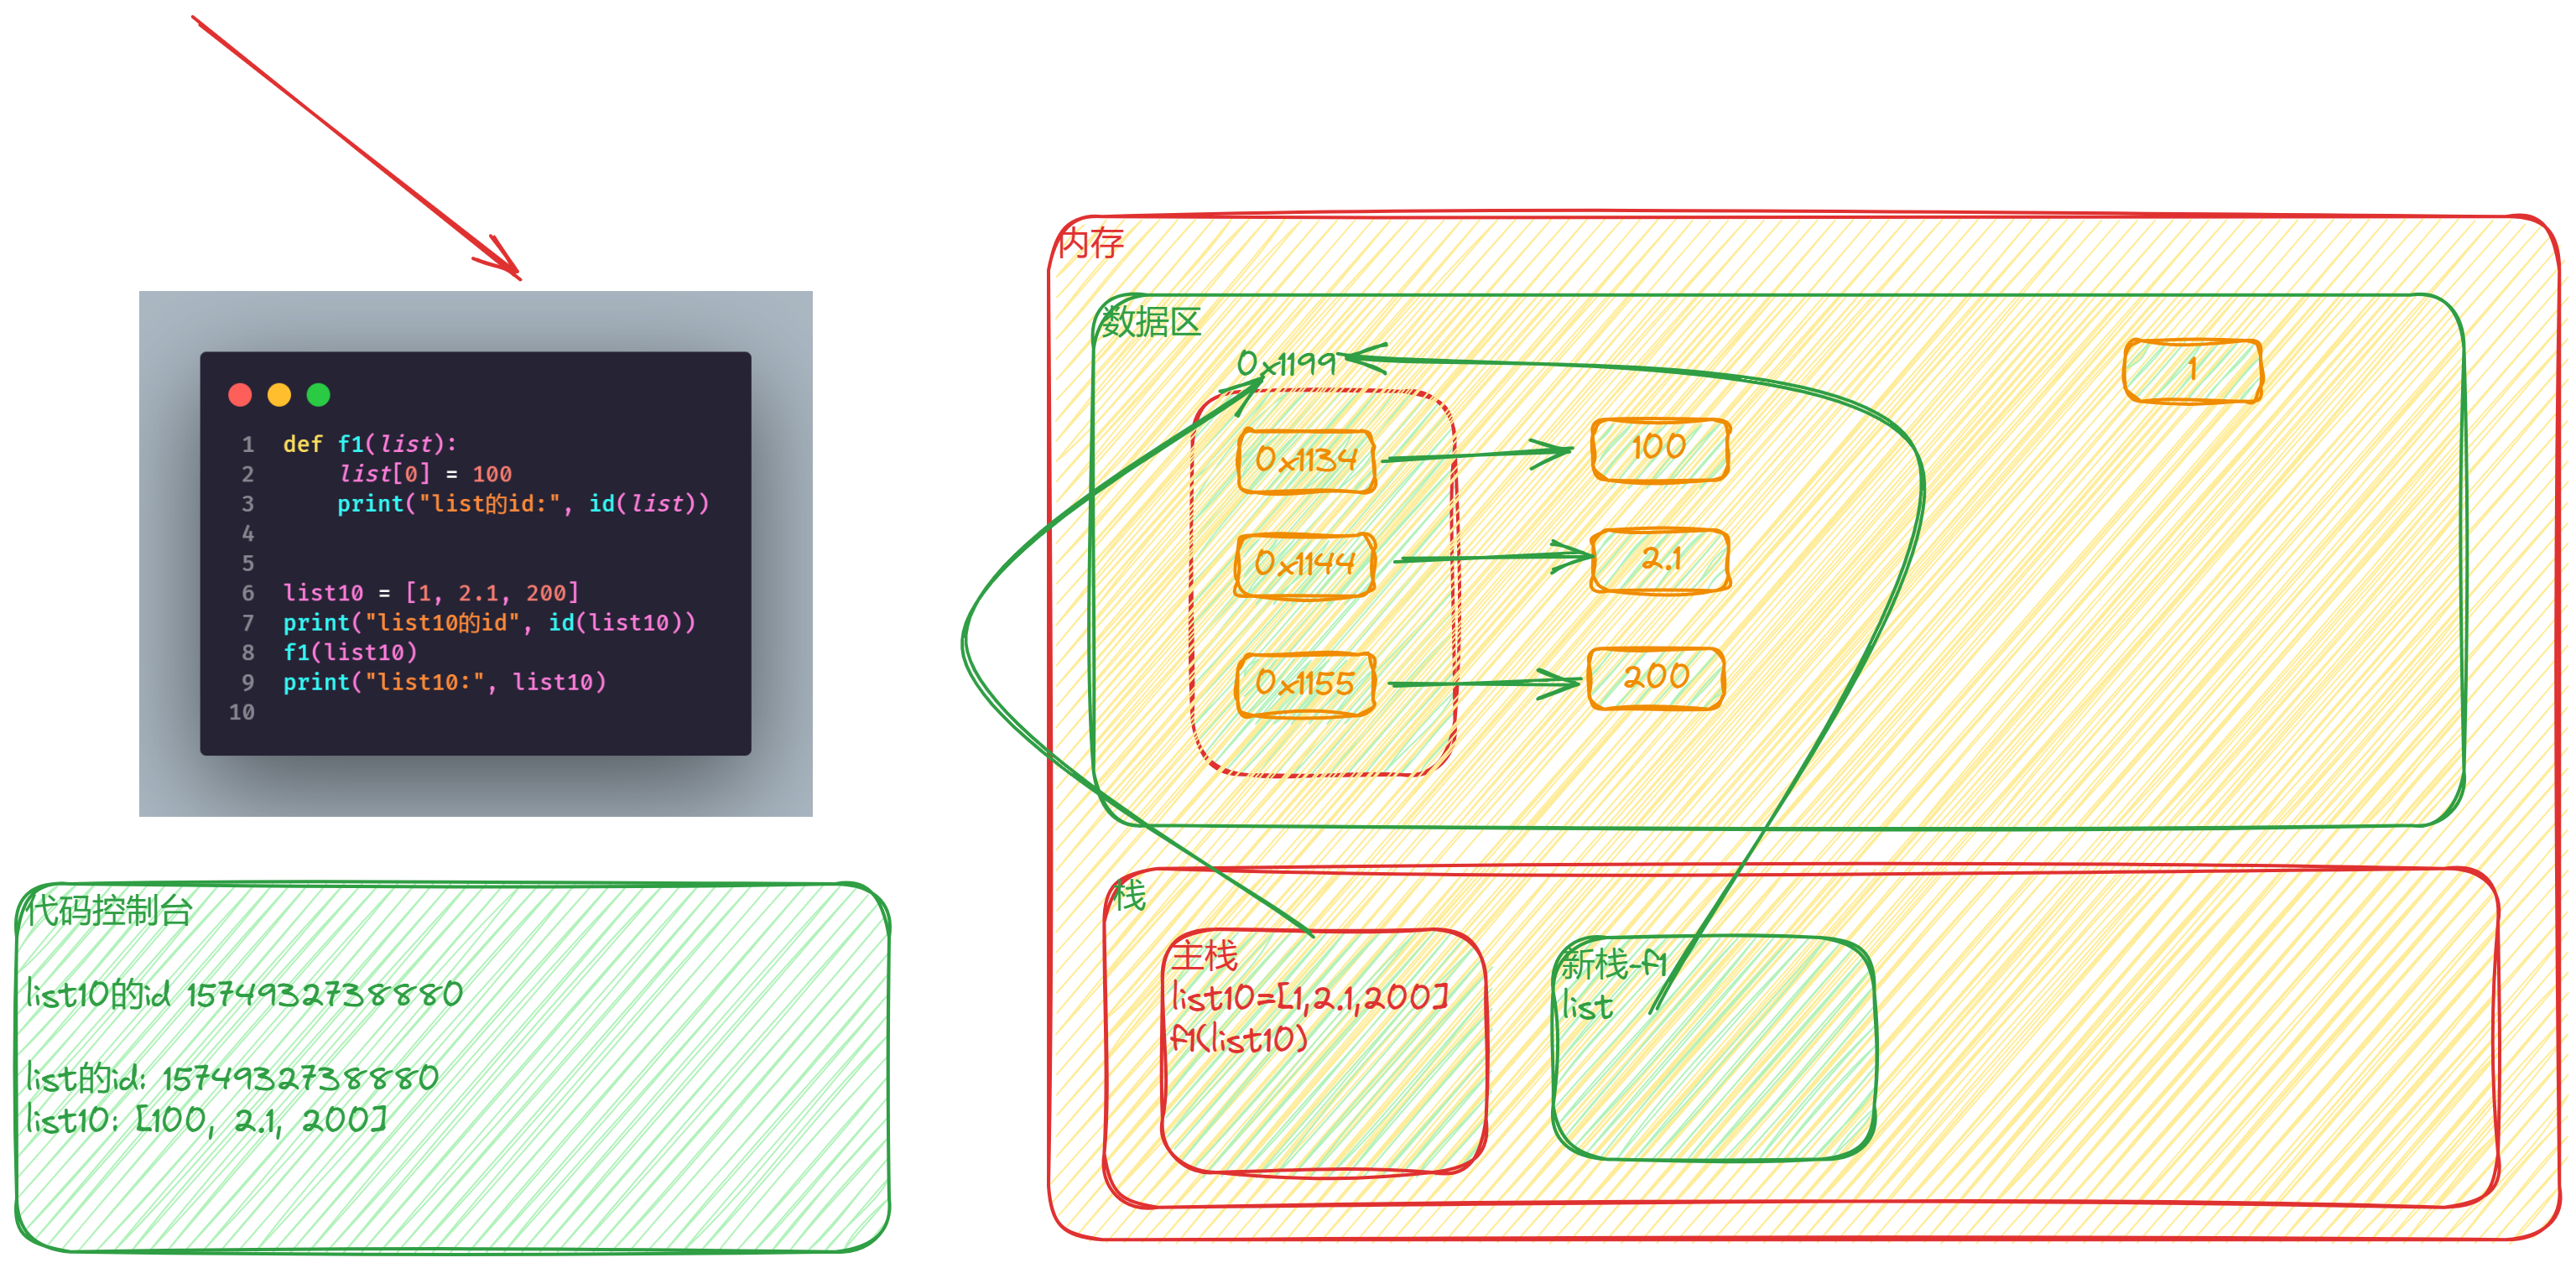 1 def f1(list):
2     list[0] = 100
3     print("list的id:", id(list))
4
5
6 list10 = [1, 2.1, 200]
7 print("list10的id", id(list10))
8 f1(list10)
9 print("list10:", list10)
10
代码控制台
list10的id 1574932738880
list的id: 1574932738880
list10: [100, 2.1, 200]
内存
数据区
0x1199
1
0x1134
100
0x1144
2.1
0x1155
200
栈
主栈
list10=[1,2.1,200]
f1(list10)
新栈-f1
list